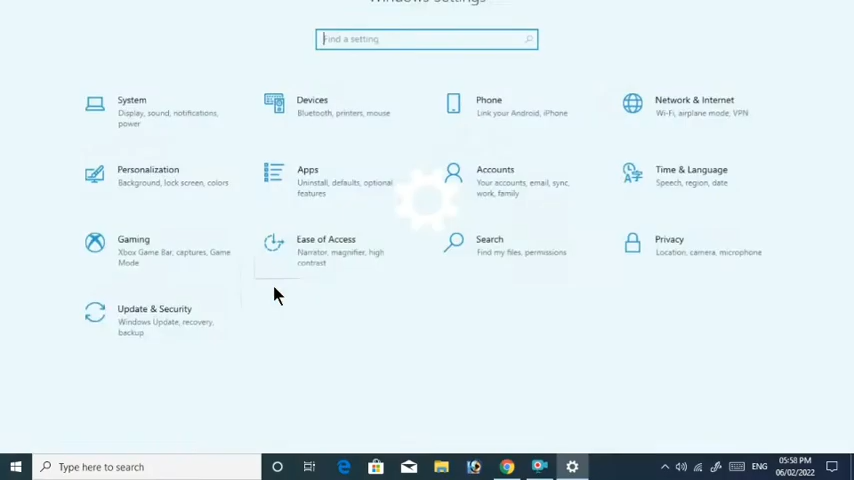 Windows Settings
Find a setting
System
Display, sound, notifications,
power
Devices
Bluetooth, printers, mouse
Phone
Link your Android, iPhone
Network & Internet
Wi-Fi, airplane mode, VPN
Personalization
Background, lock screen, colors
Apps
Uninstall, defaults, optional
features
Accounts
Your accounts, email, sync,
work, family
Time & Language
Speech, region, date
Gaming
Xbox Game Bar, captures, Game
Mode
Ease of Access
Narrator, magnifier, high
contrast
Search
Find my files, permissions
Privacy
Location, camera, microphone
Update & Security
Windows Update, recovery,
backup
Type here to search
ENG
05:58 PM
06/02/2022